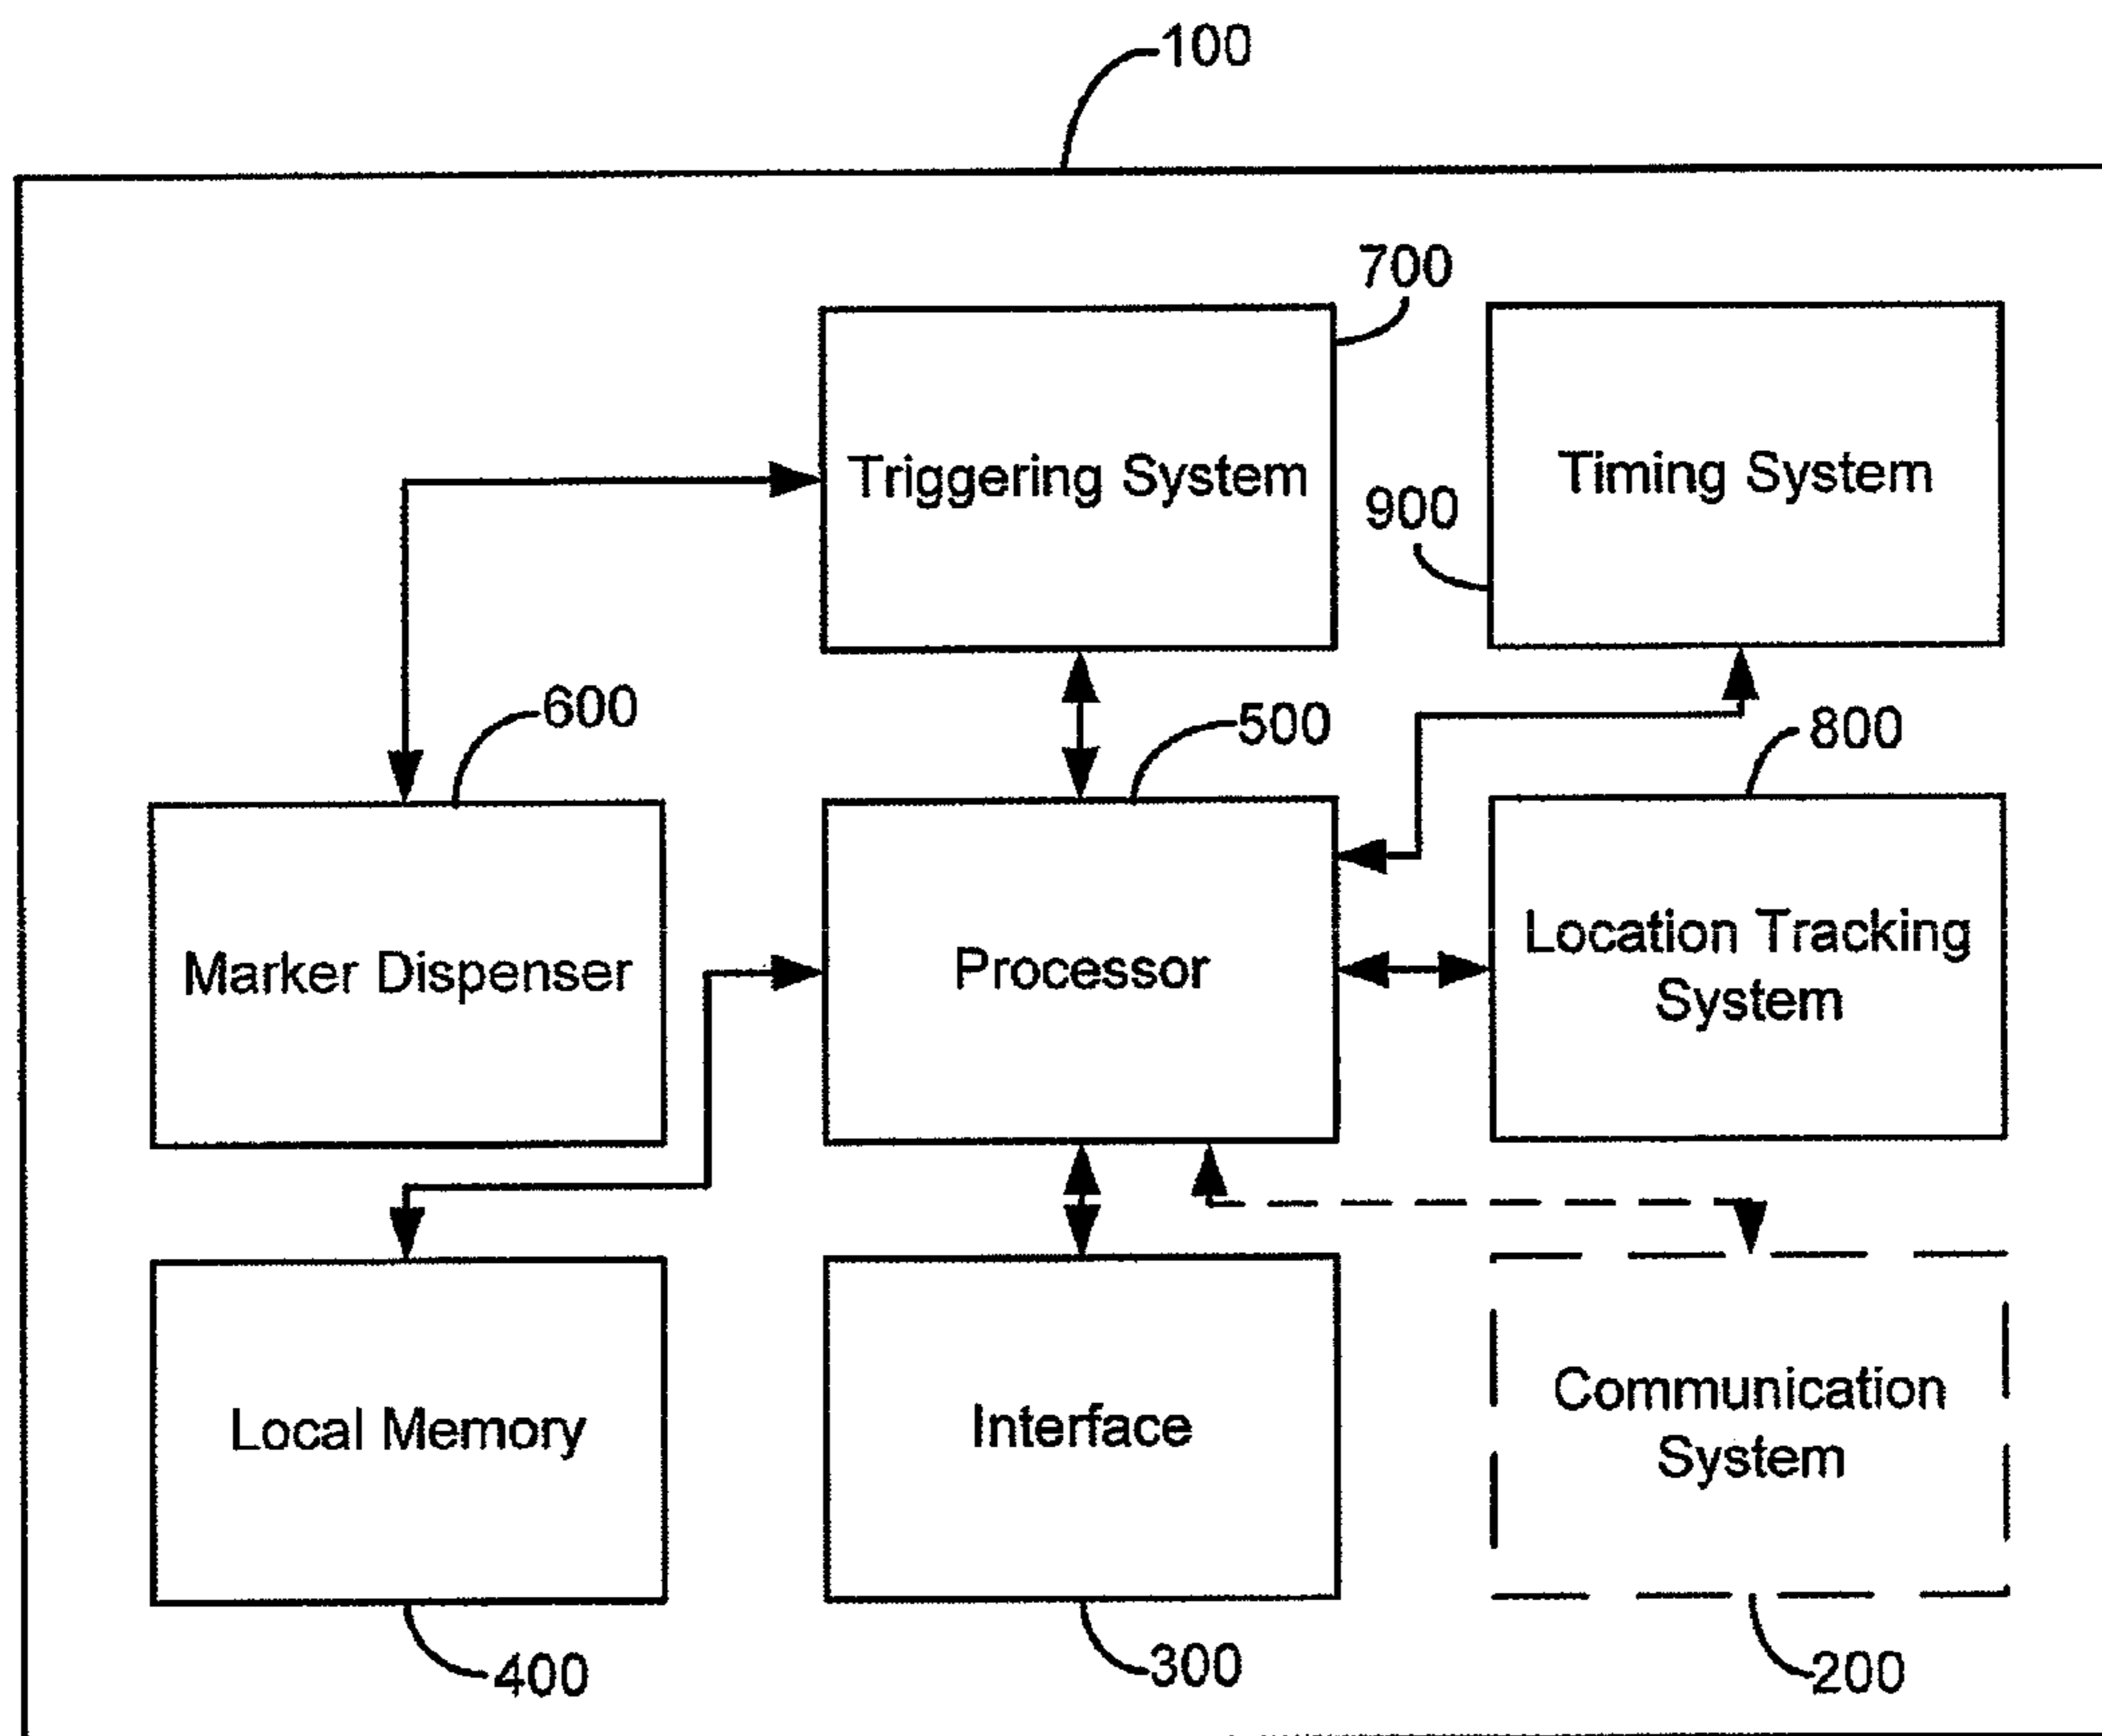 100
700
Triggering System
Timing System
900
600
500
800
Marker Dispenser
Processor
Location Tracking
System
Local Memory
Interface
Communication
System
400
300
200